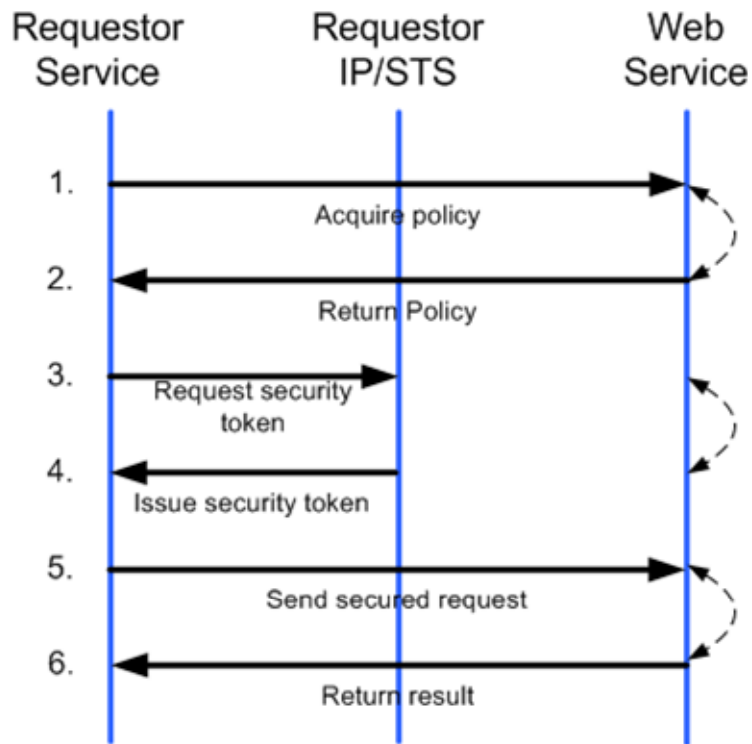 Requestor Service
Requestor IP/STS
Web Service
1.
Acquire policy
2.
Return Policy
3.
Request security
token
4.
Issue security token
5.
Send secured request
6.
Return result